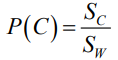 P(C) = S_C / S_W